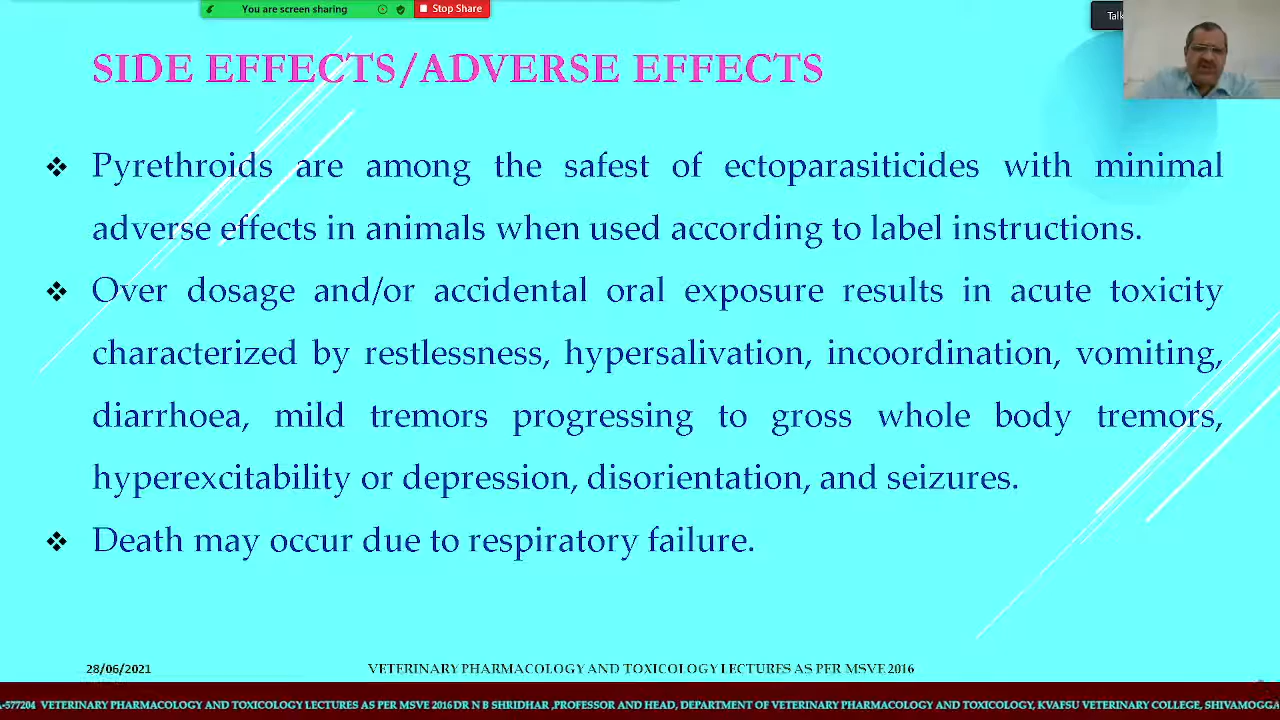 You are screen sharing
Stop Share
SIDE EFFECTS/ADVERSE EFFECTS
Pyrethroids are among the safest of ectoparasiticides with minimal
adverse effects in animals when used according to label instructions.
Over dosage and/or accidental oral exposure results in acute toxicity
characterized by restlessness, hypersalivation, incoordination, vomiting,
diarrhoea, mild tremors progressing to gross whole body tremors,
hyperexcitability or depression, disorientation, and seizures.
Death may occur due to respiratory failure.
28/06/2021
VETERINARY PHARMACOLOGY AND TOXICOLOGY LECTURES AS PER MSVE 2016
A-577204 VETERINARY PHARMACOLOGY AND TOXICOLOGY LECTURES AS PER MSVE 2016 DR N B SHRIDHAR ,PROFESSOR AND HEAD, DEPARTMENT OF VETERINARY PHARMACOLOGY AND TOXICOLOGY, KVAFSU VETERINARY COLLEGE, SHIVAMOGGA